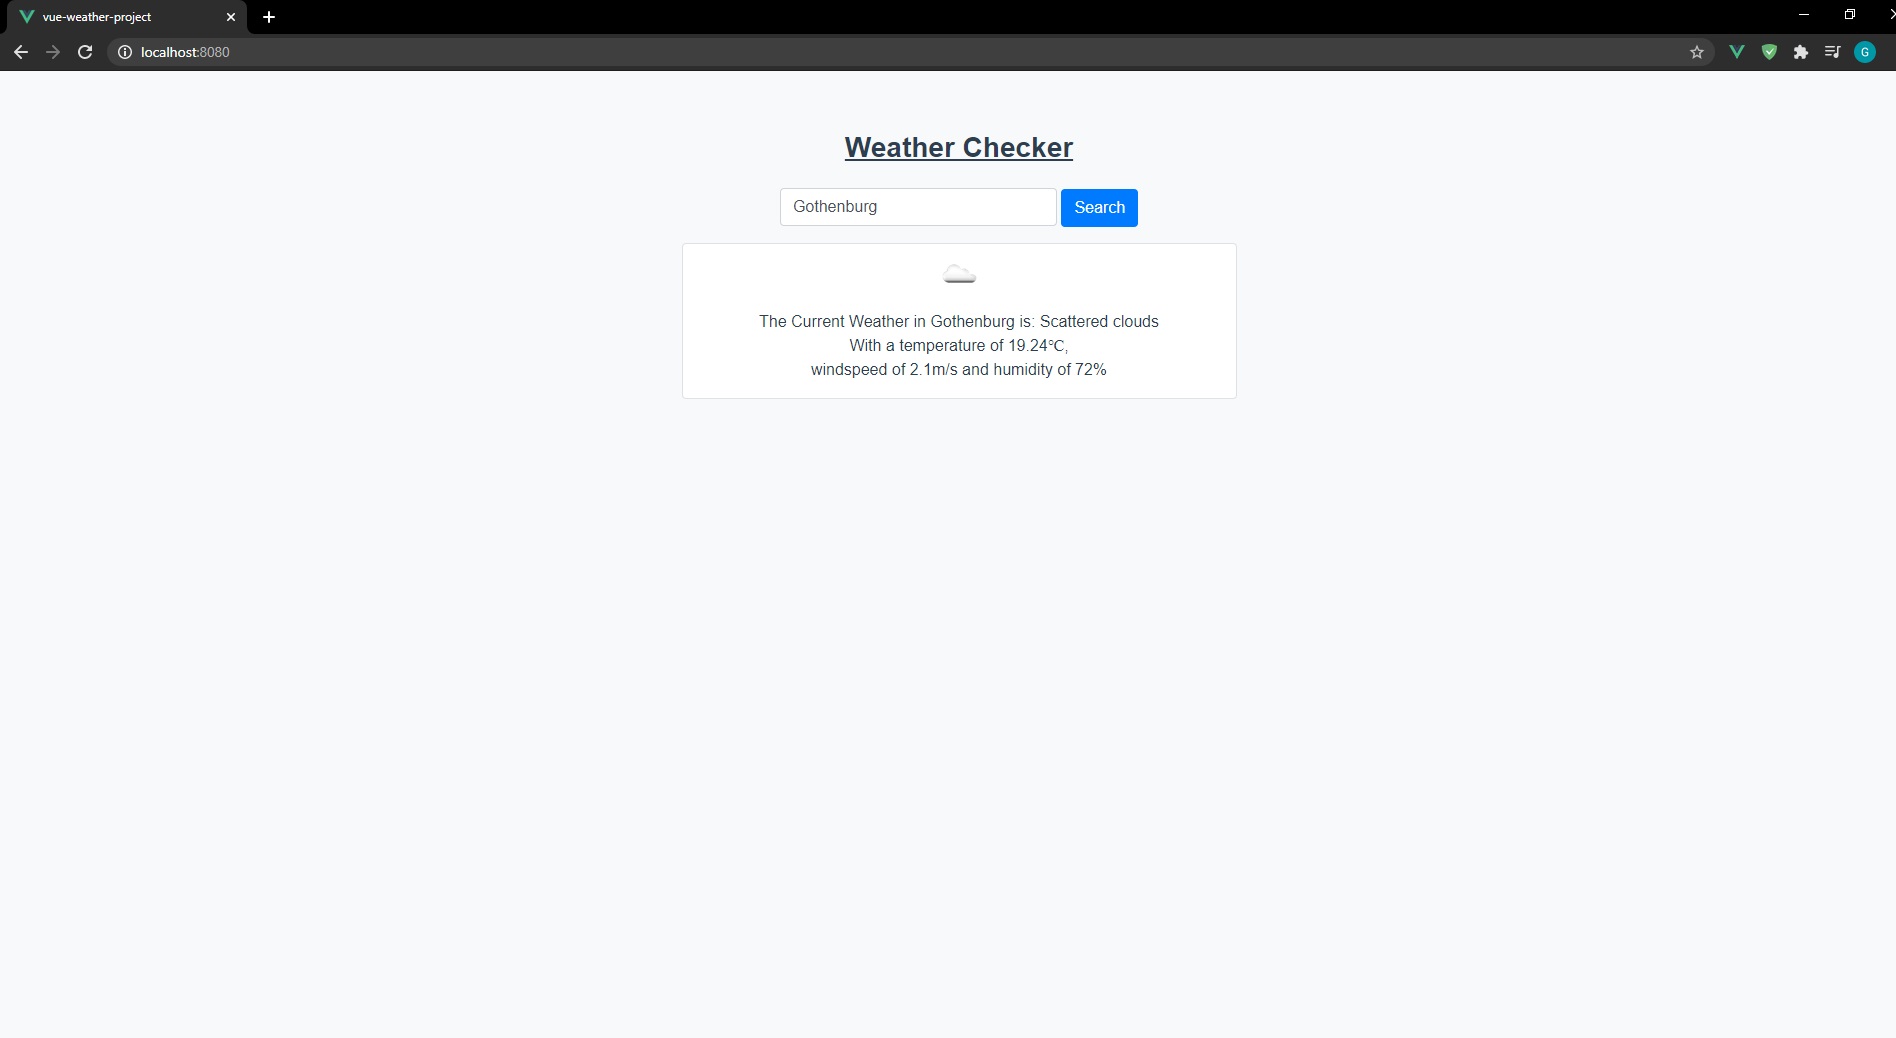 vue-weather-project
localhost:8080
G
Weather Checker
Gothenburg
Search
The Current Weather in Gothenburg is: Scattered clouds
With a temperature of 19.24℃,
windspeed of 2.1m/s and humidity of 72%